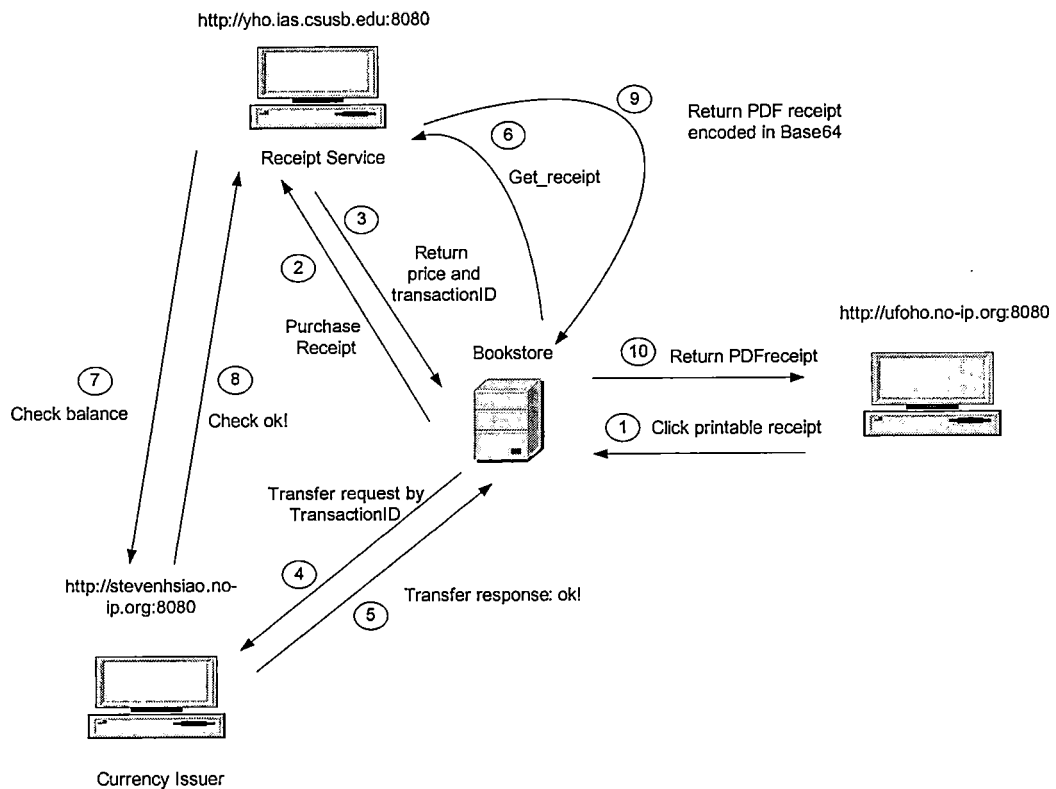 http://yho.ias.csusb.edu:8080
9
Return PDF receipt
encoded in Base64
6
Receipt Service
Get_receipt
3
Return
price and
transactionID
2
Purchase
Receipt
http://ufoho.no-ip.org:8080
Bookstore
10
Return PDFreceipt
7
Check balance
8
Check ok!
1
Click printable receipt
Transfer request by
TransactionID
4
http://stevenhsiao.no-
ip.org:8080
5
Transfer response: ok!
Currency Issuer